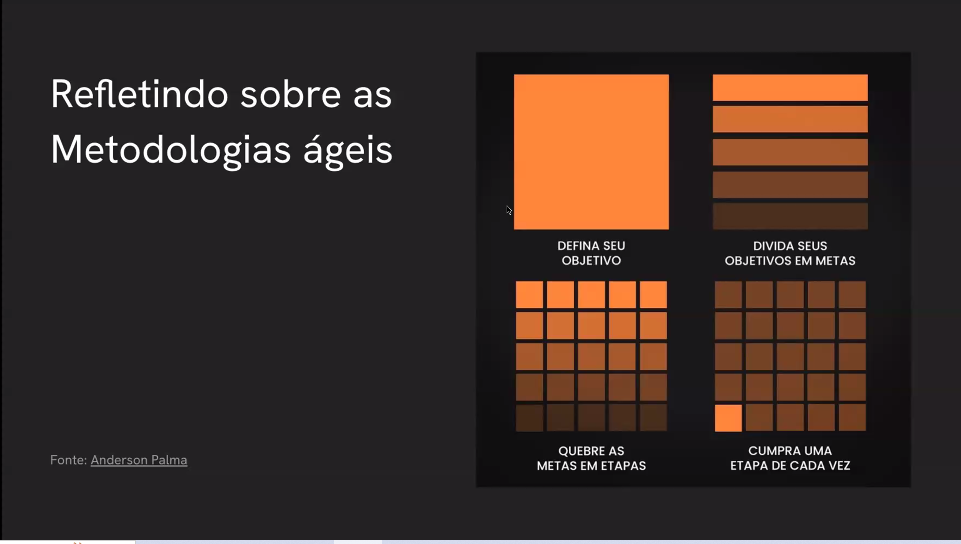 Refletindo sobre as
Metodologias ágeis
DEFINA SEU
OBJETIVO
DIVIDA SEUS
OBJETIVOS EM METAS
QUEBRE AS
METAS EM ETAPAS
CUMPRA UMA
ETAPA DE CADA VEZ
Fonte: Anderson Palma